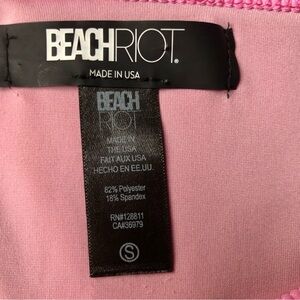 BEACHRIOT.
MADE IN USA
BEACH
RIOT
MADE IN
THE USA
FAIT AUX USA
HECHO EN EE.UU.
82% Polyester
18% Spandex
RN#128811
CA#36979
S